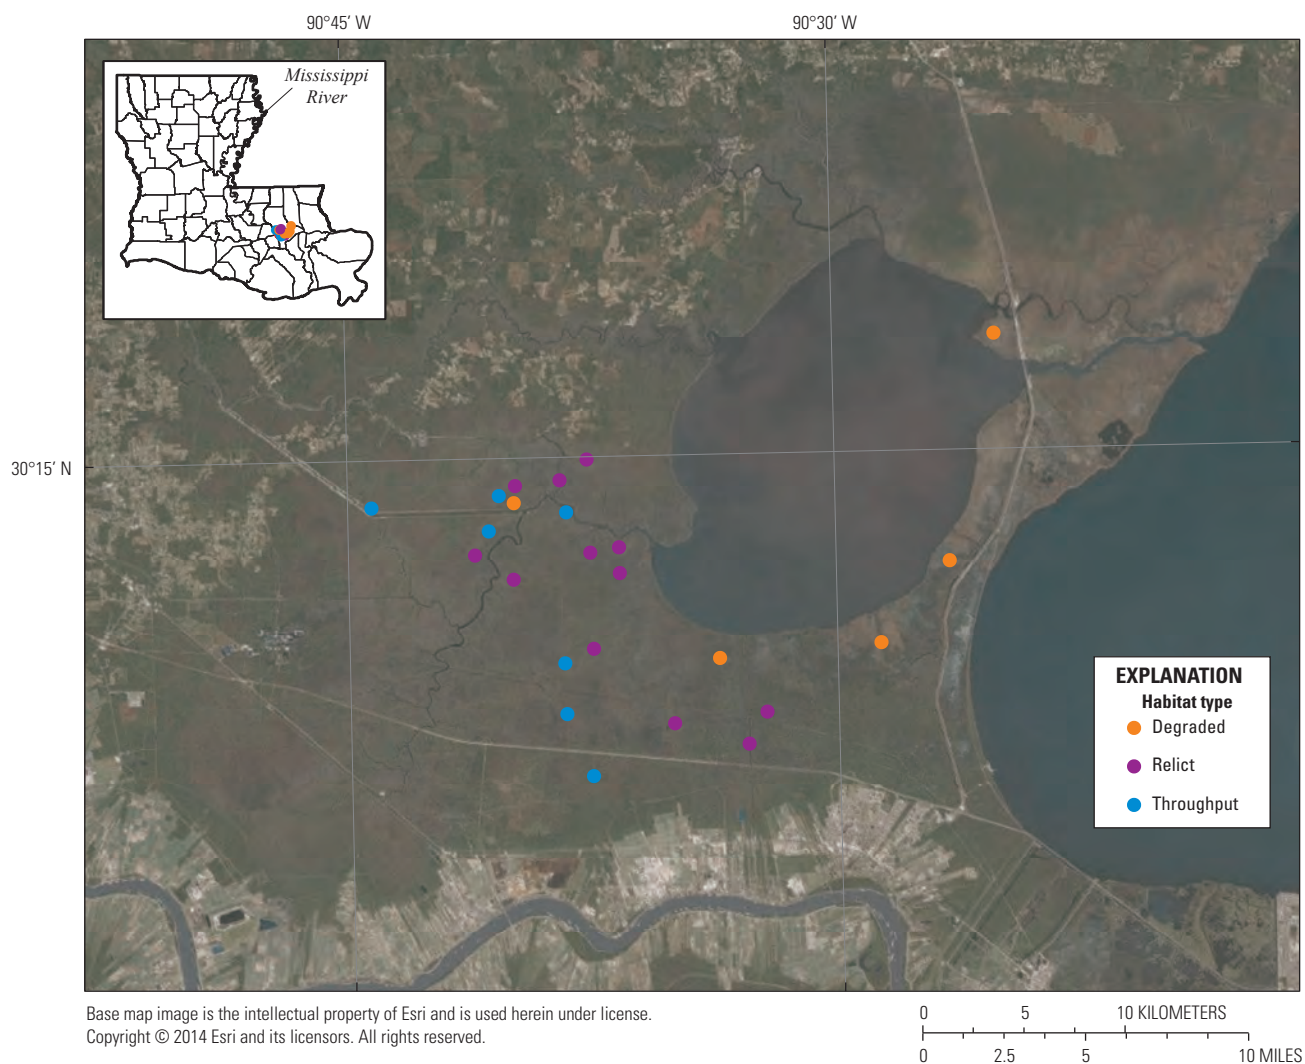 90°45′ W
90°30′ W
Mississippi
River
30°15′ N
EXPLANATION
Habitat type
Degraded
Relict
Throughput
Base map image is the intellectual property of Esri and is used herein under license.
Copyright © 2014 Esri and its licensors. All rights reserved.
0 5 10 KILOMETERS
0 2.5 5 10 MILES